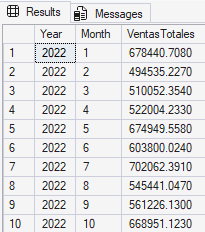 Results Messages
Year Month VentasTotales
1 2022 1 678440.7080
2 2022 2 494535.2270
3 2022 3 510052.3540
4 2022 4 522004.2330
5 2022 5 674949.5580
6 2022 6 603800.0240
7 2022 7 702062.3910
8 2022 8 545441.0470
9 2022 9 561226.1300
10 2022 10 668951.1230